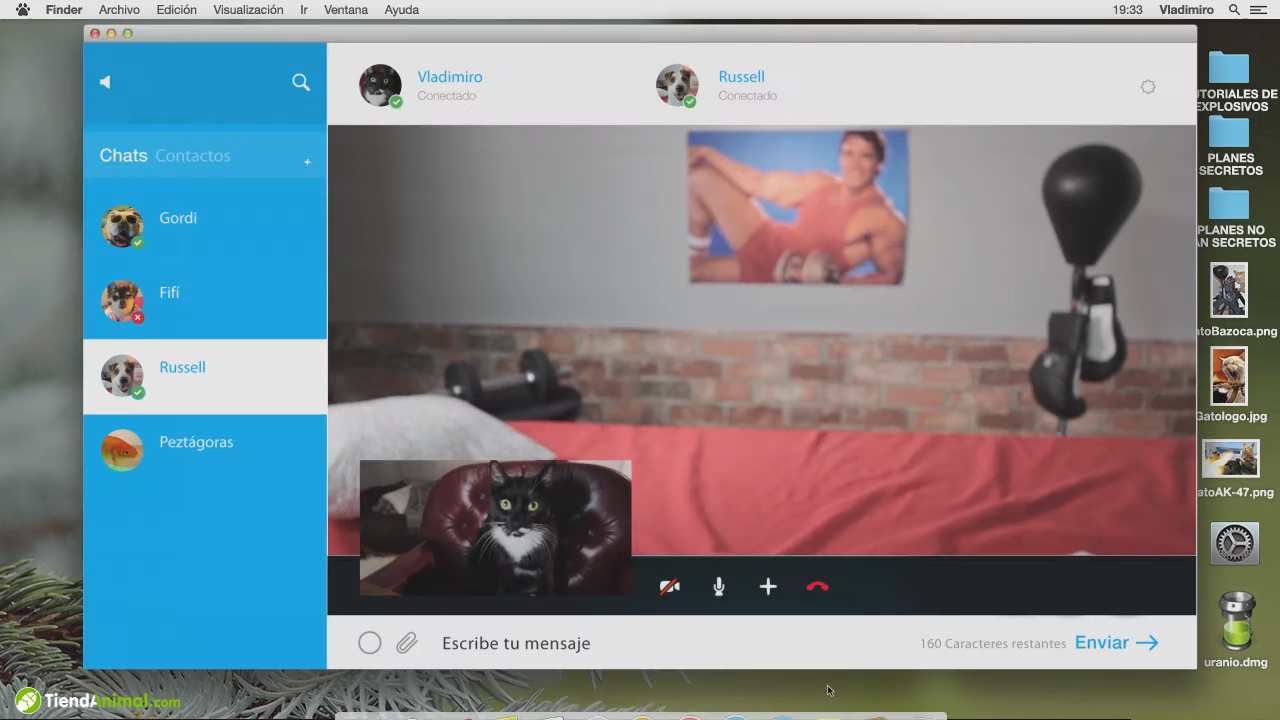 Finder Archivo Edición Visualización Ir Ventana Ayuda 19:33 Vladimiro
Vladimiro
Conectado
Russell
Conectado
Chats Contactos +
Gordi
Fifí
Russell
Peztágoras
UTORIALES DE
EXPLOSIVOS
PLANES
SECRETOS
PLANES NO
AN SECRETOS
atoBazoca.png
Gatologo.jpg
atoAK-47.png
uranio.dmg
Escribe tu mensaje
160 Caracteres restantes
Enviar
TiendAnimal.com